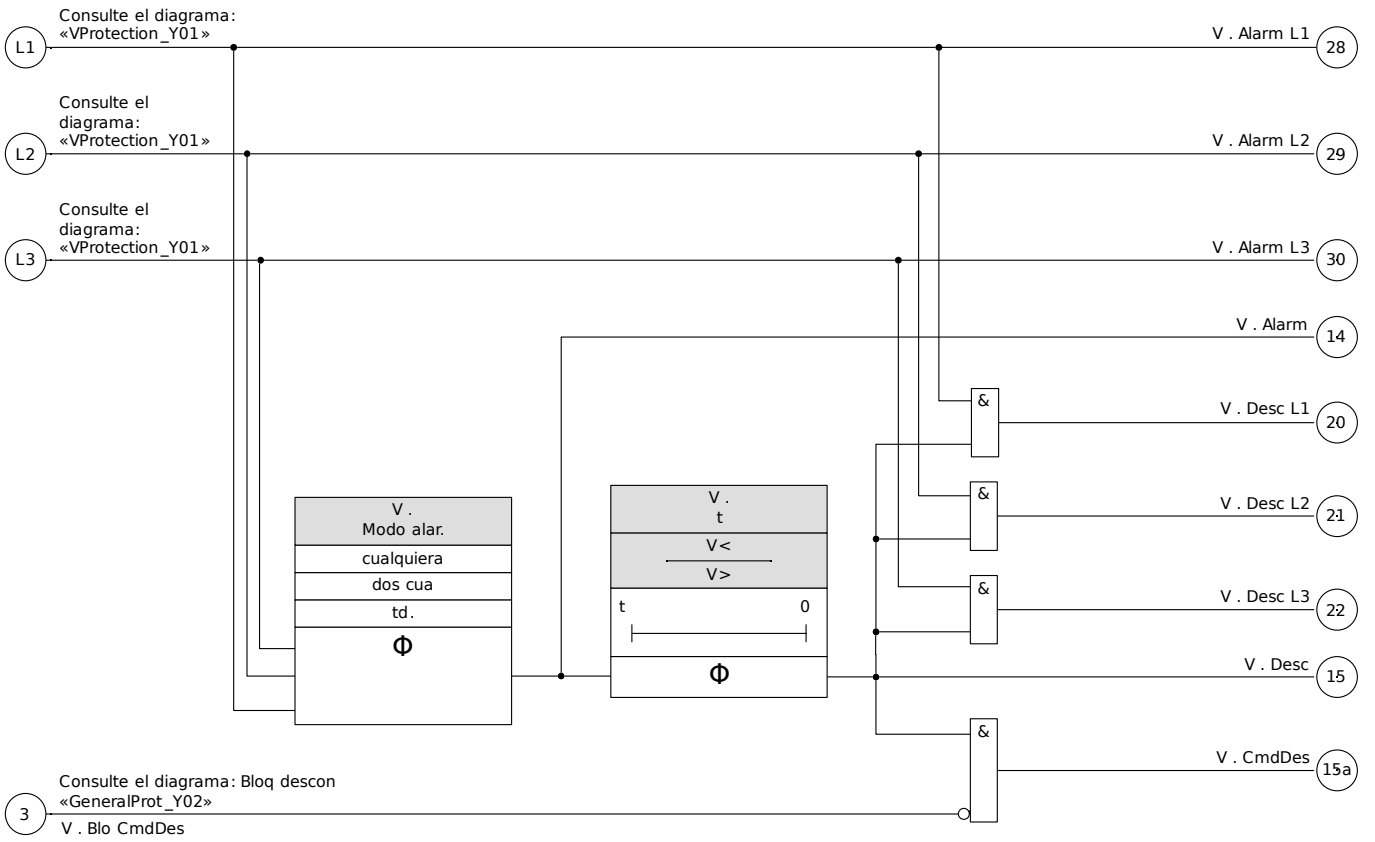 Consulte el diagrama:
«VProtection_Y01»
L1
V . Alarm L1
28
Consulte el
diagrama:
«VProtection_Y01»
L2
V . Alarm L2
29
Consulte el
diagrama:
«VProtection_Y01»
L3
V . Alarm L3
30
V . Alarm
14
&
V . Desc L1
20
&
V . Desc L2
21
&
V . Desc L3
22
V .
Modo alar.
cualquiera
dos cua
td.
Φ
V .
t
V<
V>
t 0
Φ
V . Desc
15
&
V . CmdDes
15a
Consulte el diagrama: Bloq descon
«GeneralProt_Y02»
3
V . Blo CmdDes